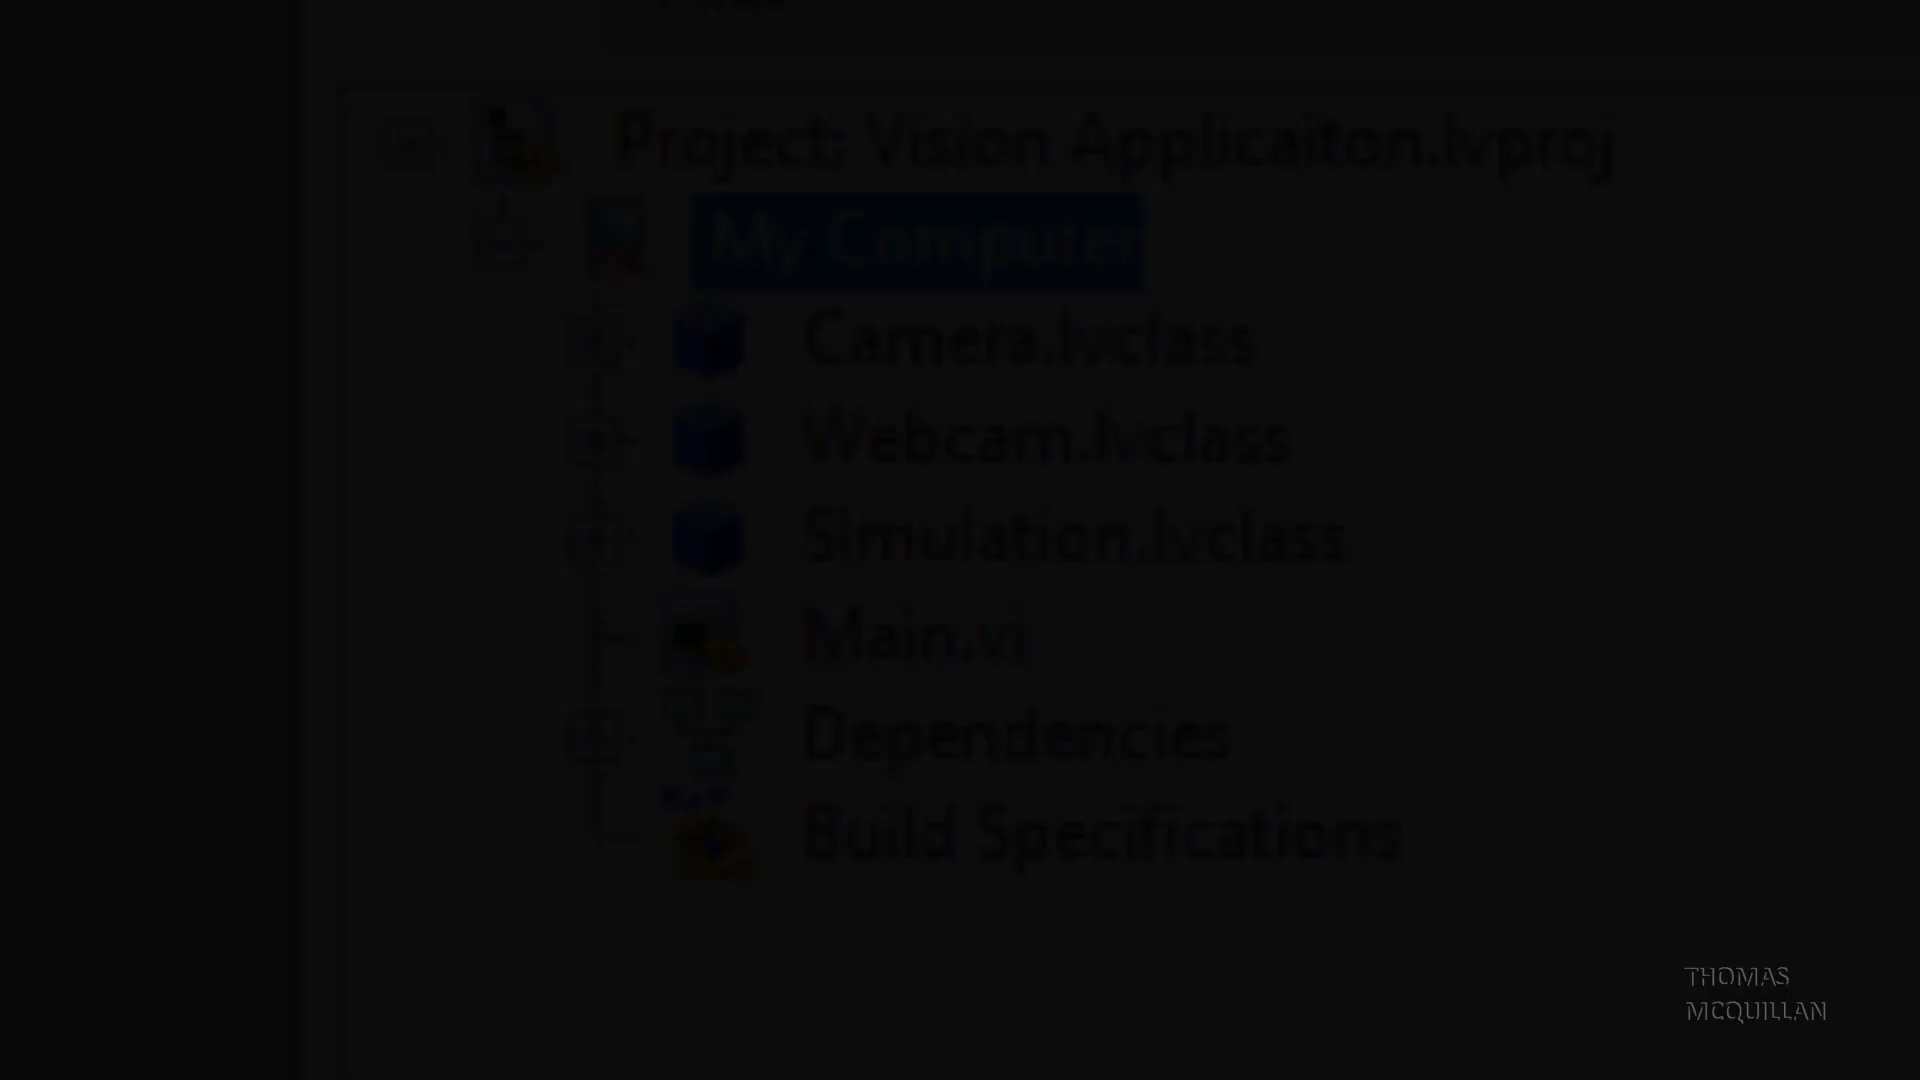 Project: Vision Applicaiton.lvproj
My Computer
Camera.lvclass
Webcam.lvclass
Simulation.lvclass
Main.vi
Dependencies
Build Specifications
THOMAS
MCQUILLAN